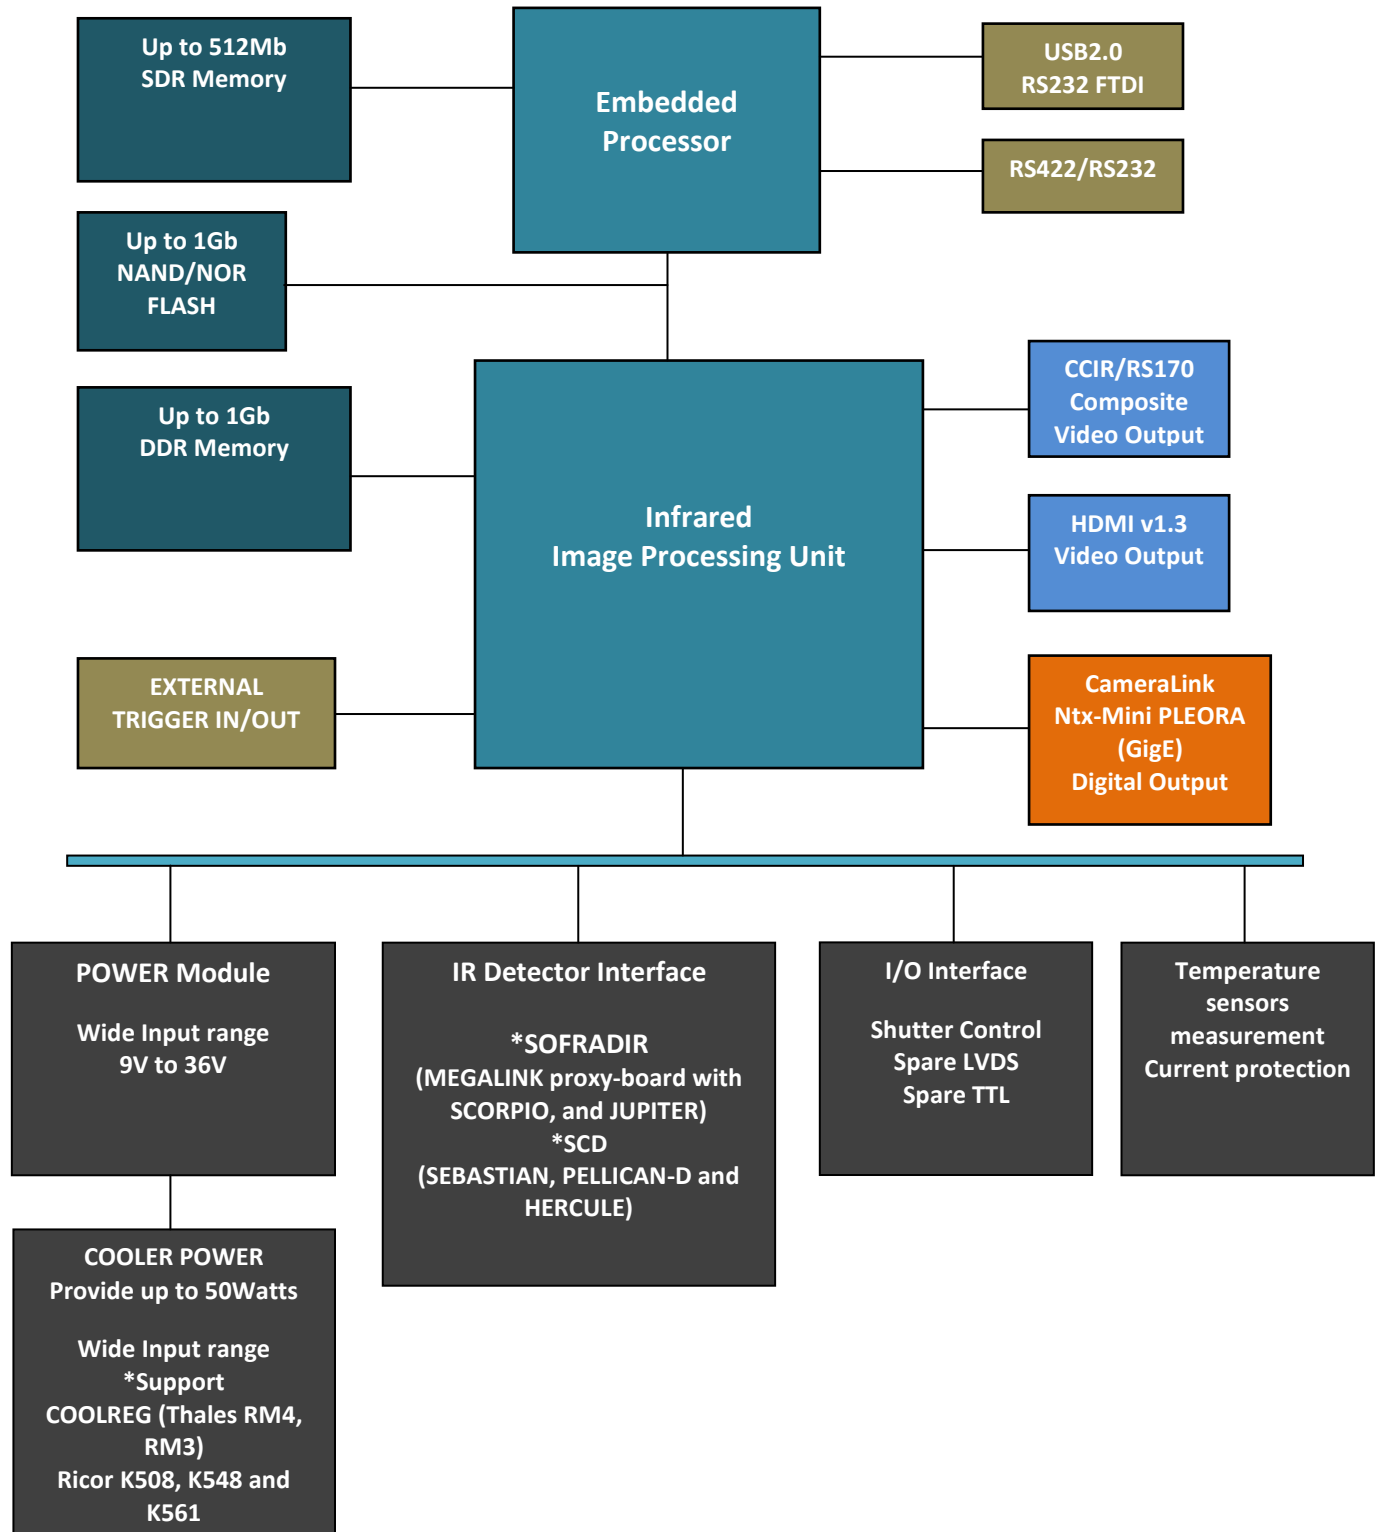 Up to 512Mb
SDR Memory
Embedded
Processor
USB2.0
RS232 FTDI
RS422/RS232
Up to 1Gb
NAND/NOR
FLASH
Up to 1Gb
DDR Memory
Infrared
Image Processing Unit
CCIR/RS170
Composite
Video Output
HDMI v1.3
Video Output
EXTERNAL
TRIGGER IN/OUT
CameraLink
Ntx-Mini PLEORA
(GigE)
Digital Output
POWER Module
Wide Input range
9V to 36V
IR Detector Interface
*SOFRADIR
(MEGALINK proxy-board with
SCORPIO, and JUPITER)
*SCD
(SEBASTIAN, PELLICAN-D and
HERCULE)
I/O Interface
Shutter Control
Spare LVDS
Spare TTL
Temperature
sensors
measurement
Current protection
COOLER POWER
Provide up to 50Watts
Wide Input range
*Support
COOLREG (Thales RM4,
RM3)
Ricor K508, K548 and
K561